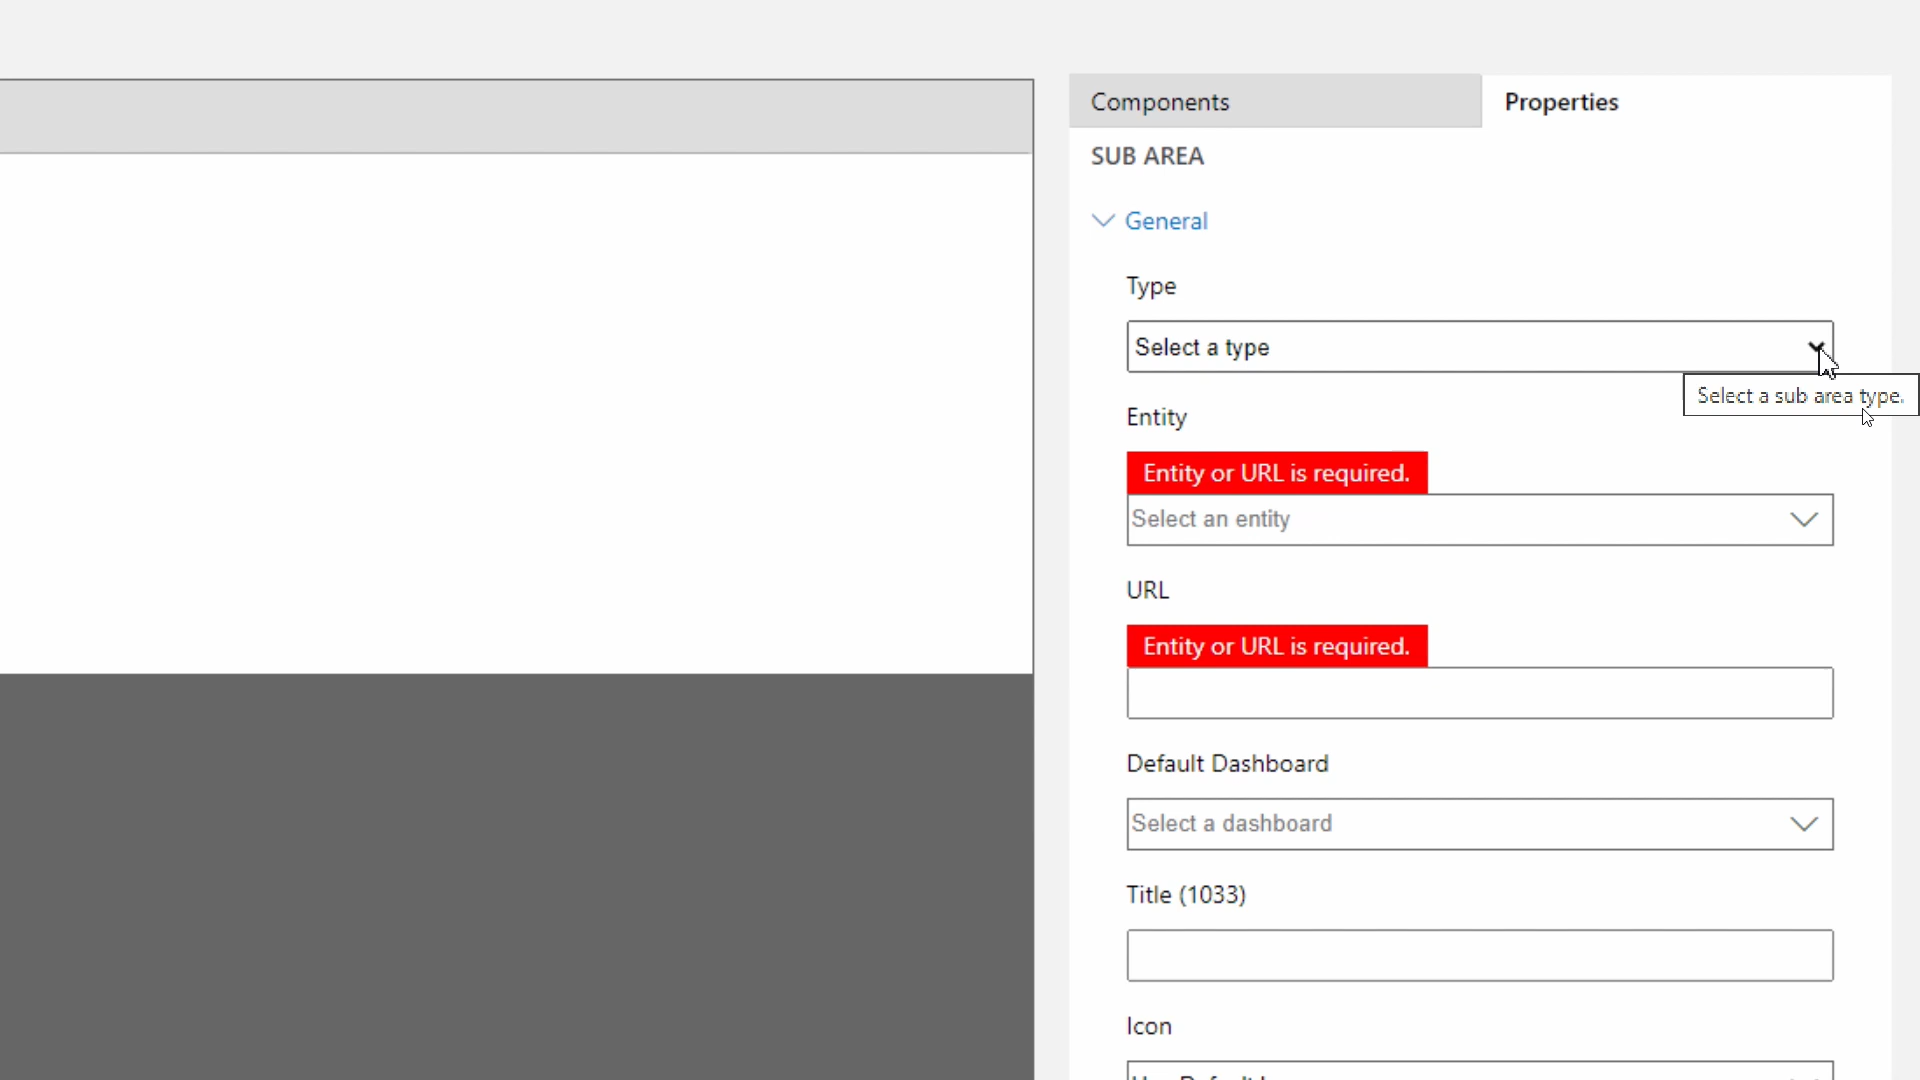 Components
Properties
SUB AREA
General
Type
Select a type
Select a sub area type.
Entity
Entity or URL is required.
Select an entity
URL
Entity or URL is required.
Default Dashboard
Select a dashboard
Title (1033)
Icon